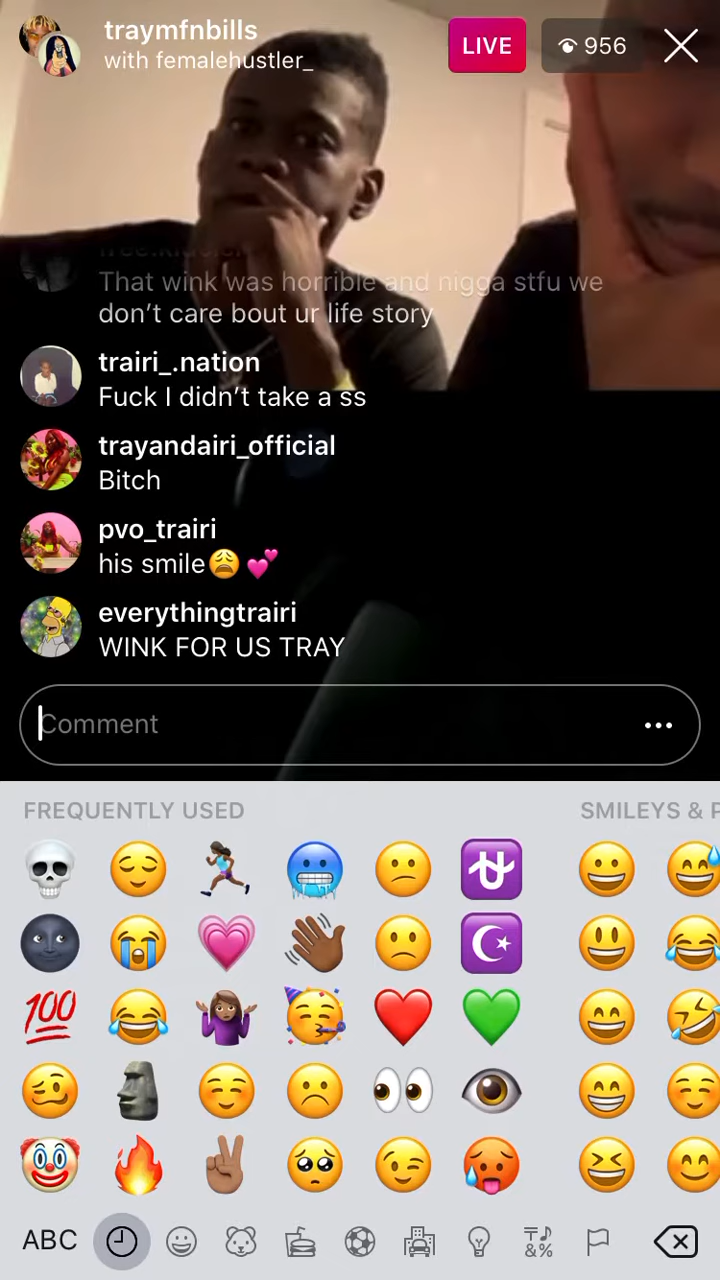 traymfnbills
with femalehustler_
LIVE
956
That wink was horrible and nigga stfu we
don't care bout ur life story
trairi_.nation
Fuck I didn't take a ss
trayandairi_official
Bitch
pvo_trairi
his smile😩 💕
everythingtrairi
WINK FOR US TRAY
Comment
FREQUENTLY USED
SMILEYS & P
100
ABC
&%